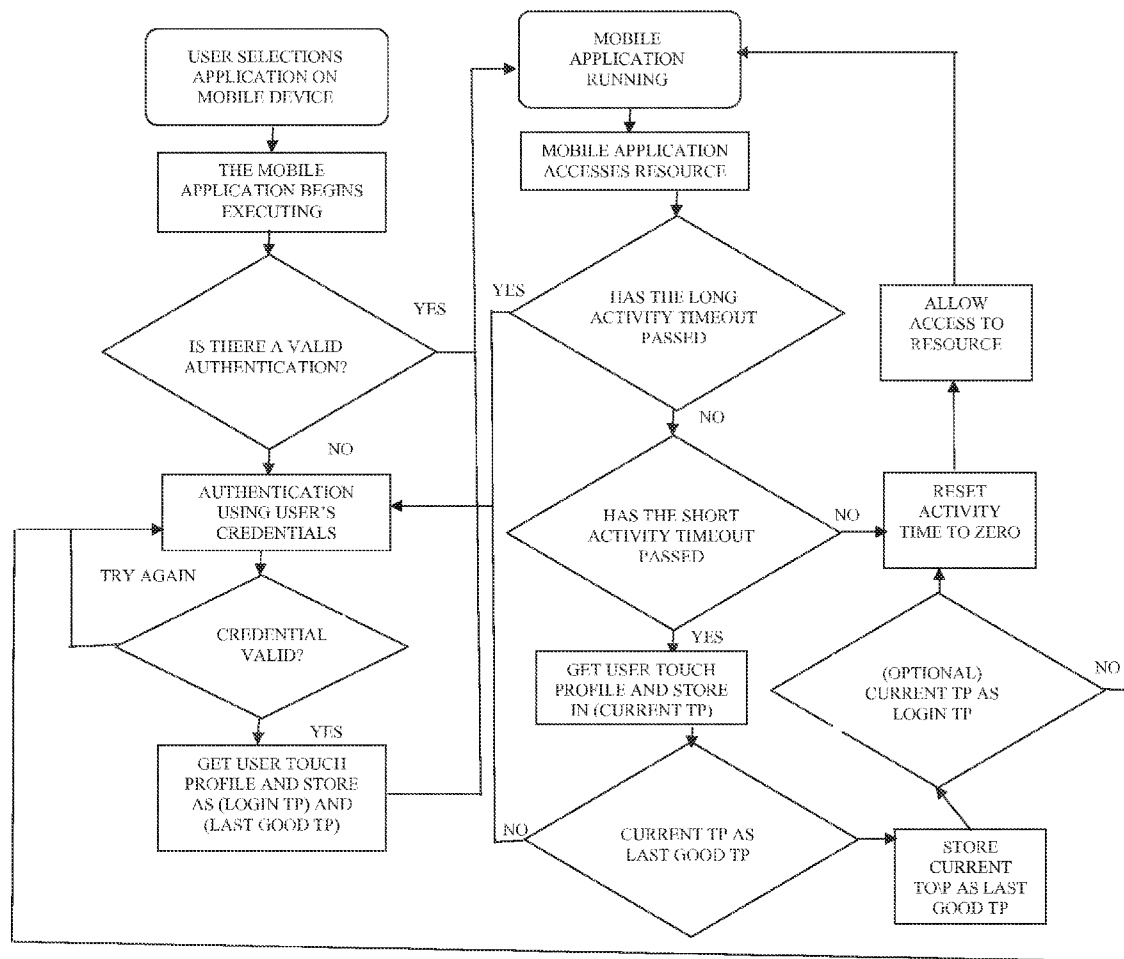 USER SELECTIONS
APPLICATION ON
MOBILE DEVICE
THE MOBILE
APPLICATION BEGINS
EXECUTING
YES
IS THERE A VALID
AUTHENTICATION?
NO
AUTHENTICATION
USING USER'S
CREDENTIALS
TRY AGAIN
CREDENTIAL
VALID?
YES
GET USER TOUCH
PROFILE AND STORE
AS (LOGIN TP) AND
(LAST GOOD TP)
MOBILE
APPLICATION
RUNNING
MOBILE APPLICATION
ACCESSES RESOURCE
YES
HAS THE LONG
ACTIVITY TIMEOUT
PASSED
NO
HAS THE SHORT
ACTIVITY TIMEOUT
PASSED
NO
YES
GET USER TOUCH
PROFILE AND STORE
IN (CURRENT TP)
NO
CURRENT TP AS
LAST GOOD TP
ALLOW
ACCESS TO
RESOURCE
RESET
ACTIVITY
TIME TO ZERO
NO
(OPTIONAL)
CURRENT TP AS
LOGIN TP
STORE
CURRENT
TO\P AS LAST
GOOD TP